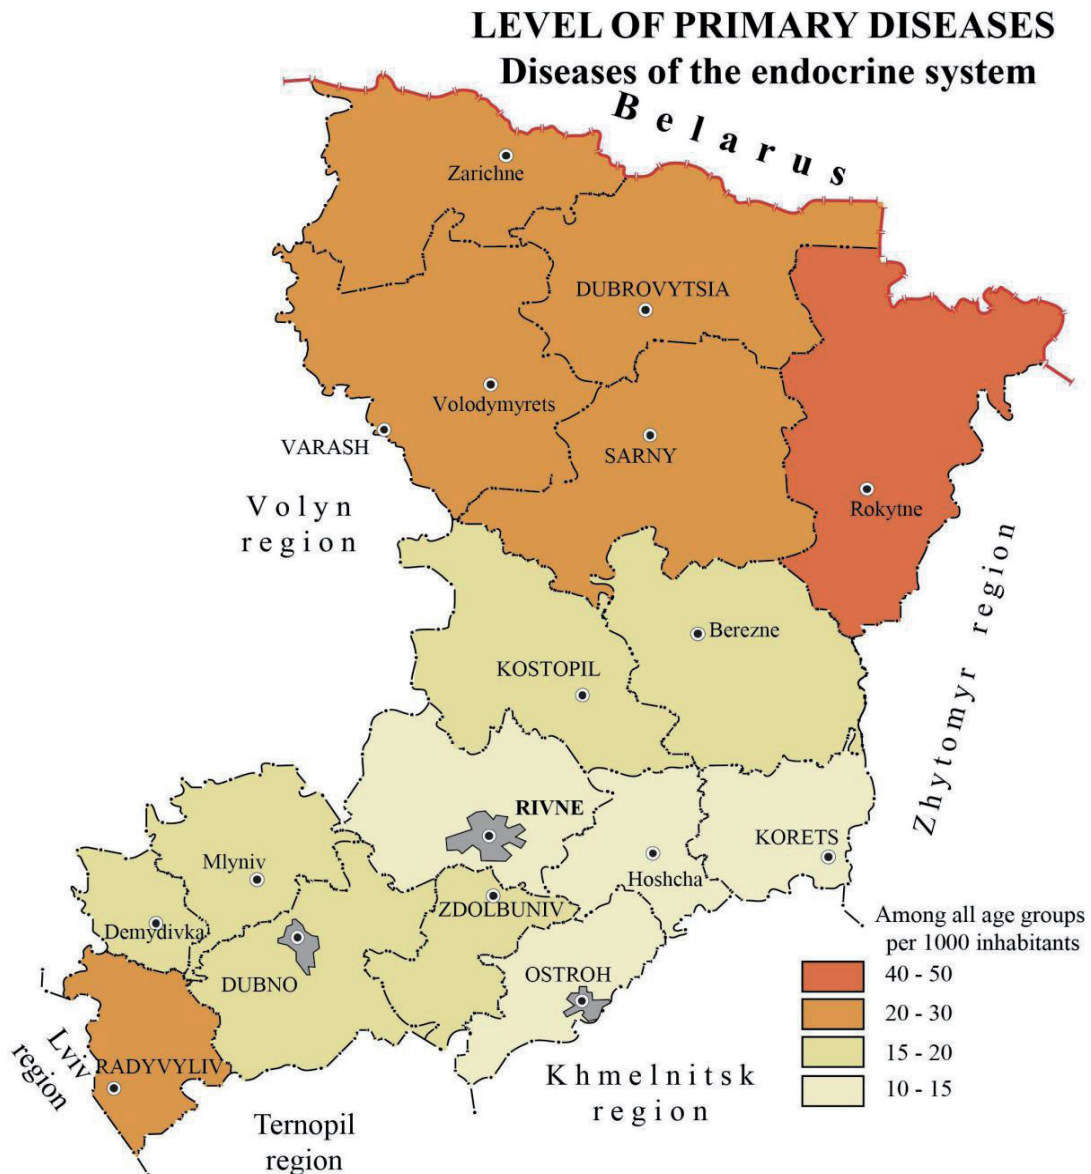 LEVEL OF PRIMARY DISEASES
Diseases of the endocrine system
Belarus
Zarichne
DUBROVYTSIA
Volodymyrets
VARASH
SARNY
Rokytne
Volyn
region
Zhytomyr region
Berezne
KOSTOPIL
RIVNE
KORETS
Mlyniv
Hoshcha
ZDOLBUNIV
Demydivka
DUBNO
OSTROH
RADYVYLIV
Lviv
region
Ternopil
region
Khmelnitsk
region
Among all age groups
per 1000 inhabitants
40 - 50
20 - 30
15 - 20
10 - 15